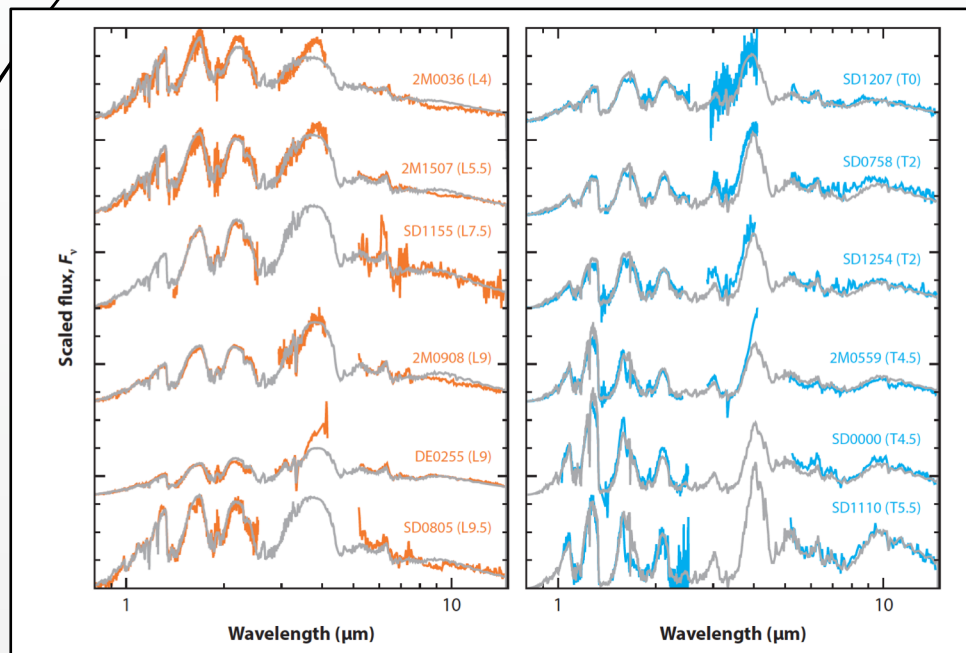 Scaled flux, Fν
2M0036 (L4)
2M1507 (L5.5)
SD1155 (L7.5)
2M0908 (L9)
DE0255 (L9)
SD0805 (L9.5)
1
10
Wavelength (μm)
SD1207 (T0)
SD0758 (T2)
SD1254 (T2)
2M0559 (T4.5)
SD0000 (T4.5)
SD1110 (T5.5)
1
10
Wavelength (μm)